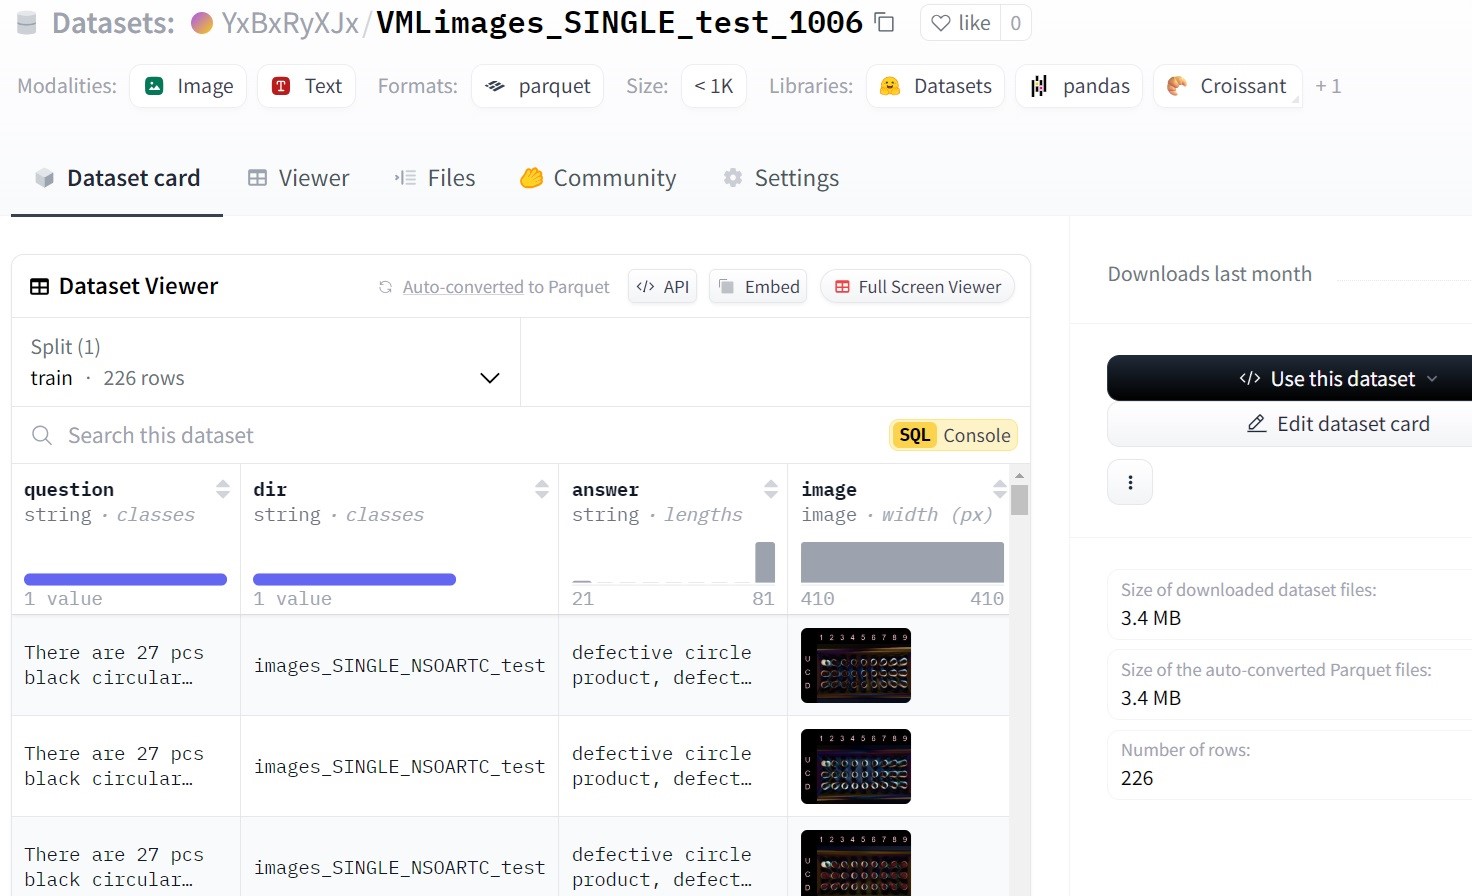 Datasets: YxBxRyXJx/VMLimages_SINGLE_test_1006 like 0
Modalities: Image Text Formats: parquet Size: < 1K Libraries: Datasets pandas Croissant + 1
Dataset card Viewer Files Community Settings
Dataset Viewer Auto-converted to Parquet </> API Embed Full Screen Viewer
Split (1)
train · 226 rows
Search this dataset SQL Console
question dir answer image
string · classes string · classes string · lengths image · width (px)
1 value 1 value 21 81 410 410
There are 27 pcs
black circular…
images_SINGLE_NSOARTC_test
defective circle
product, defect…
1 2 3 4 5 6 7 8 9
U
C
D
There are 27 pcs
black circular…
images_SINGLE_NSOARTC_test
defective circle
product, defect…
1 2 3 4 5 6 7 8 9
U
C
D
There are 27 pcs
black circular…
images_SINGLE_NSOARTC_test
defective circle
product, defect…
1 2 3 4 5 6 7 8 9
U
C
D
Downloads last month
</> Use this dataset
Edit dataset card
Size of downloaded dataset files:
3.4 MB
Size of the auto-converted Parquet files:
3.4 MB
Number of rows:
226